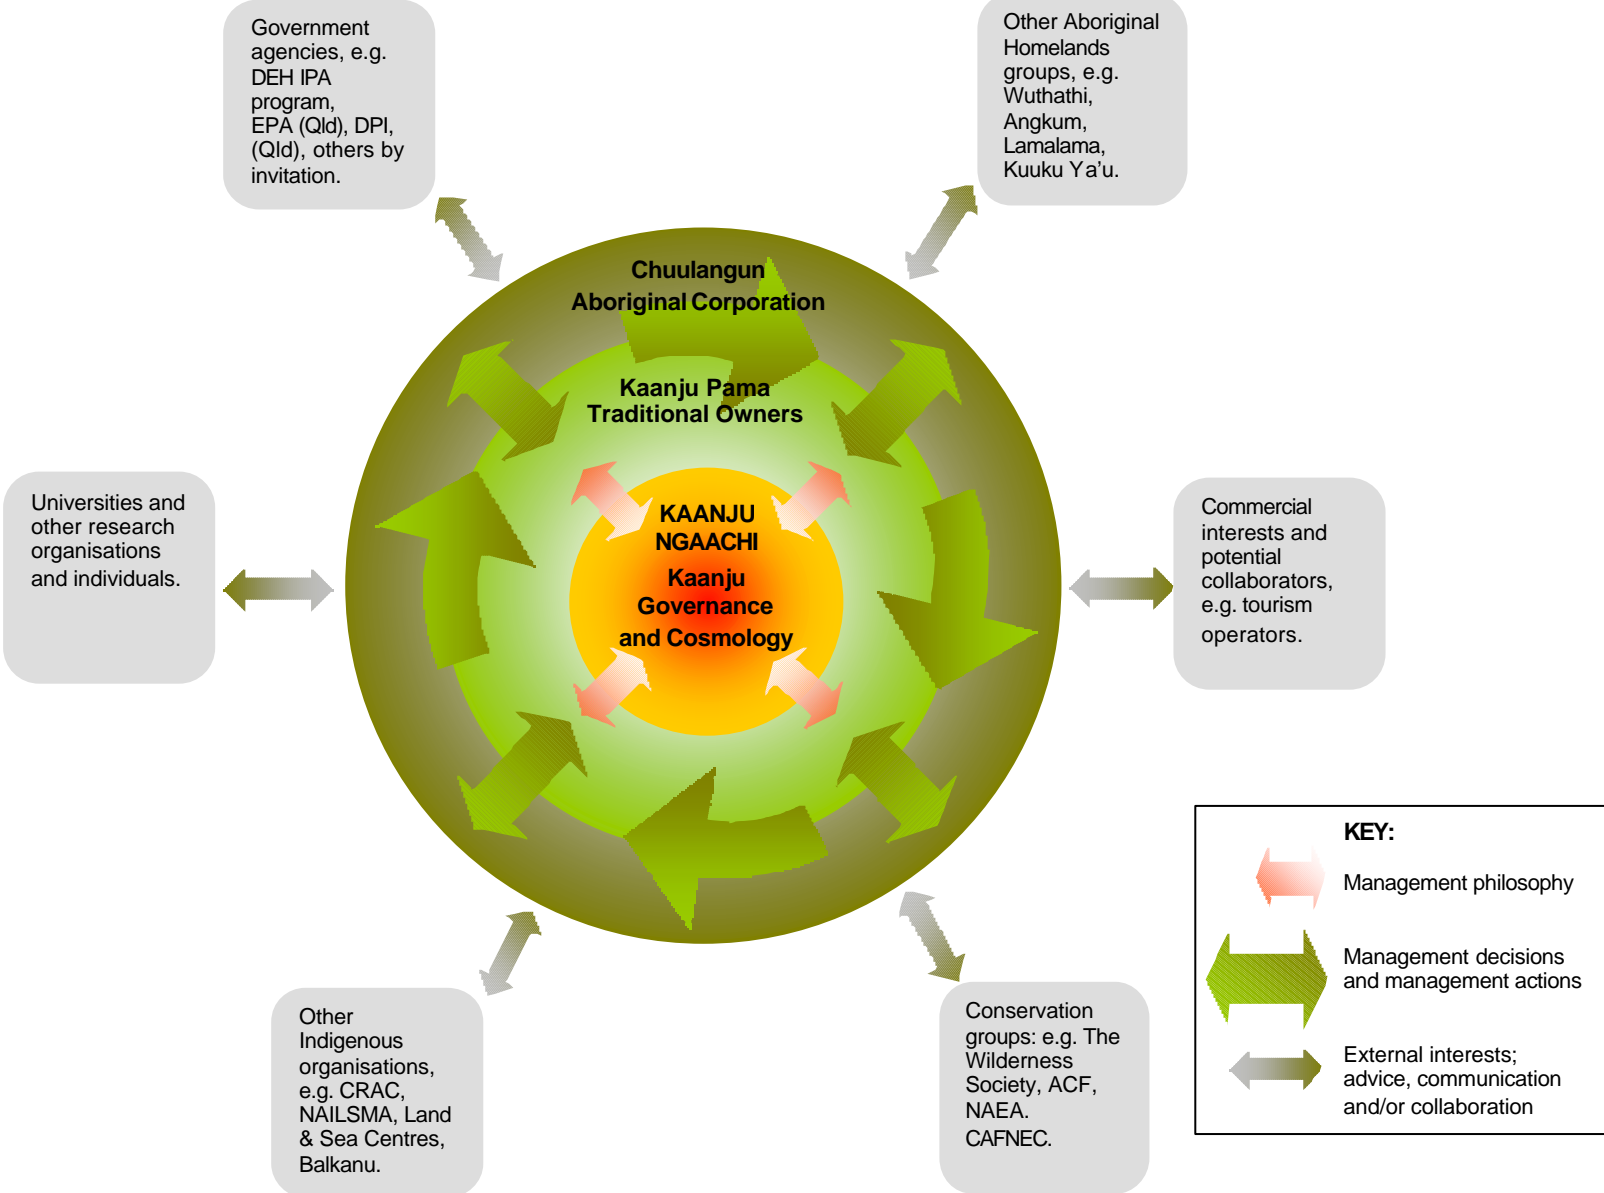 Government
agencies, e.g.
DEH IPA
program,
EPA (Qld), DPI,
(Qld), others by
invitation.
Other Aboriginal
Homelands
groups, e.g.
Wuthathi,
Angkum,
Lamalama,
Kuuku Ya'u.
Chuulangun
Aboriginal Corporation
Kaanju Pama
Traditional Owners
KAANJU
NGAACHI
Kaanju
Governance
and Cosmology
Universities and
other research
organisations
and individuals.
Commercial
interests and
potential
collaborators,
e.g. tourism
operators.
Other
Indigenous
organisations,
e.g. CRAC,
NAILSMA, Land
& Sea Centres,
Balkanu.
Conservation
groups: e.g. The
Wilderness
Society, ACF,
NAEA.
CAFNEC.
KEY:
Management philosophy
Management decisions
and management actions
External interests;
advice, communication
and/or collaboration